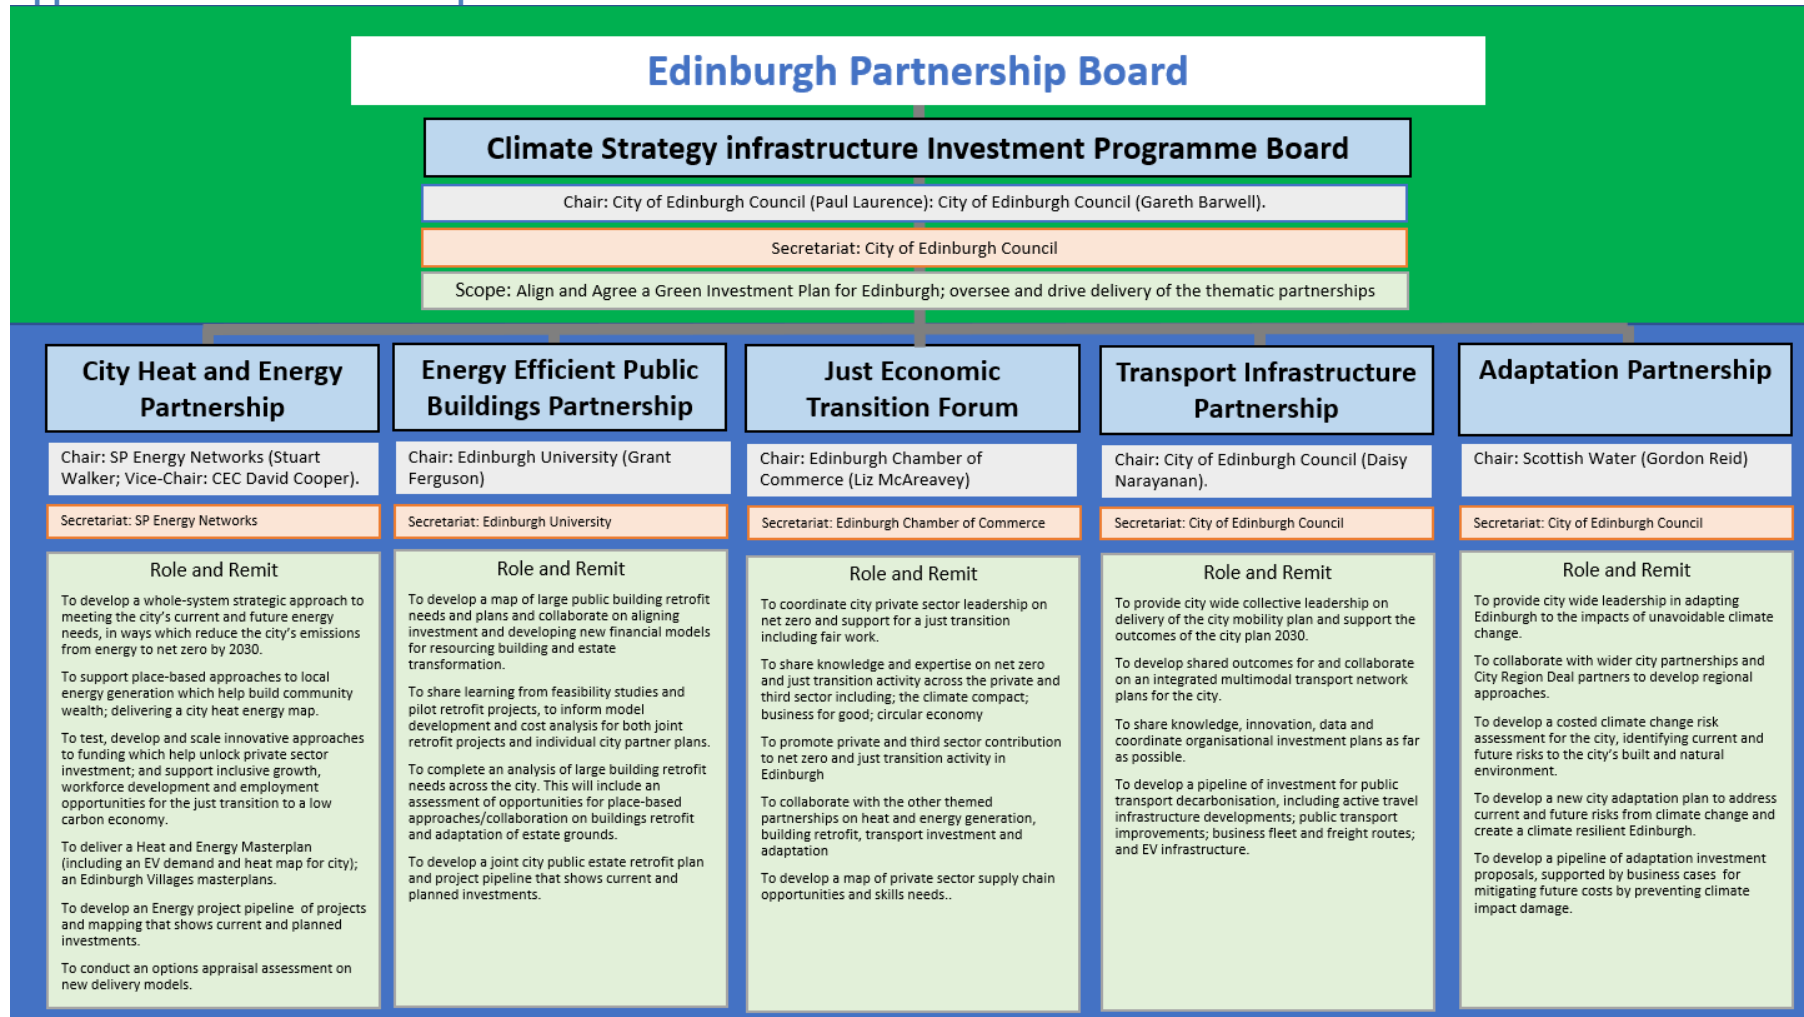 Edinburgh Partnership Board
Climate Strategy infrastructure Investment Programme Board
Chair: City of Edinburgh Council (Paul Laurence): City of Edinburgh Council (Gareth Barwell).
Secretariat: City of Edinburgh Council
Scope: Align and Agree a Green Investment Plan for Edinburgh; oversee and drive delivery of the thematic partnerships
City Heat and Energy
Partnership
Chair: SP Energy Networks (Stuart
Walker; Vice-Chair: CEC David Cooper).
Secretariat: SP Energy Networks
Role and Remit
To develop a whole-system strategic approach to
meeting the city's current and future energy
needs, in ways which reduce the city's emissions
from energy to net zero by 2030.
To support place-based approaches to local
energy generation which help build community
wealth; delivering a city heat energy map.
To test, develop and scale innovative approaches
to funding which help unlock private sector
investment; and support inclusive growth,
workforce development and employment
opportunities for the just transition to a low
carbon economy.
To deliver a Heat and Energy Masterplan
(including an EV demand and heat map for city);
an Edinburgh Villages masterplans.
To develop an Energy project pipeline of projects
and mapping that shows current and planned
investments.
To conduct an options appraisal assessment on
new delivery models.
Energy Efficient Public
Buildings Partnership
Chair: Edinburgh University (Grant
Ferguson)
Secretariat: Edinburgh University
Role and Remit
To develop a map of large public building retrofit
needs and plans and collaborate on aligning
investment and developing new financial models
for resourcing building and estate
transformation.
To share learning from feasibility studies and
pilot retrofit projects, to inform model
development and cost analysis for both joint
retrofit projects and individual city partner plans.
To complete an analysis of large building retrofit
needs across the city. This will include an
assessment of opportunities for place-based
approaches/collaboration on buildings retrofit
and adaptation of estate grounds.
To develop a joint city public estate retrofit plan
and project pipeline that shows current and
planned investments.
Just Economic
Transition Forum
Chair: Edinburgh Chamber of
Commerce (Liz McAreavey)
Secretariat: Edinburgh Chamber of Commerce
Role and Remit
To coordinate city private sector leadership on
net zero and support for a just transition
including fair work.
To share knowledge and expertise on net zero
and just transition activity across the private and
third sector including; the climate compact;
business for good; circular economy
To promote private and third sector contribution
to net zero and just transition activity in
Edinburgh
To collaborate with the other themed
partnerships on heat and energy generation,
building retrofit, transport investment and
adaptation
To develop a map of private sector supply chain
opportunities and skills needs..
Transport Infrastructure
Partnership
Chair: City of Edinburgh Council (Daisy
Narayanan).
Secretariat: City of Edinburgh Council
Role and Remit
To provide city wide collective leadership on
delivery of the city mobility plan and support the
outcomes of the city plan 2030.
To develop shared outcomes for and collaborate
on an integrated multimodal transport network
plans for the city.
To share knowledge, innovation, data and
coordinate organisational investment plans as far
as possible.
To develop a pipeline of investment for public
transport decarbonisation, including active travel
infrastructure developments; public transport
improvements; business fleet and freight routes;
and EV infrastructure.
Adaptation Partnership
Chair: Scottish Water (Gordon Reid)
Secretariat: City of Edinburgh Council
Role and Remit
To provide city wide leadership in adapting
Edinburgh to the impacts of unavoidable climate
change.
To collaborate with wider city partnerships and
City Region Deal partners to develop regional
approaches.
To develop a costed climate change risk
assessment for the city, identifying current and
future risks to the city's built and natural
environment.
To develop a new city adaptation plan to address
current and future risks from climate change and
create a climate resilient Edinburgh.
To develop a pipeline of adaptation investment
proposals, supported by business cases for
mitigating future costs by preventing climate
impact damage.